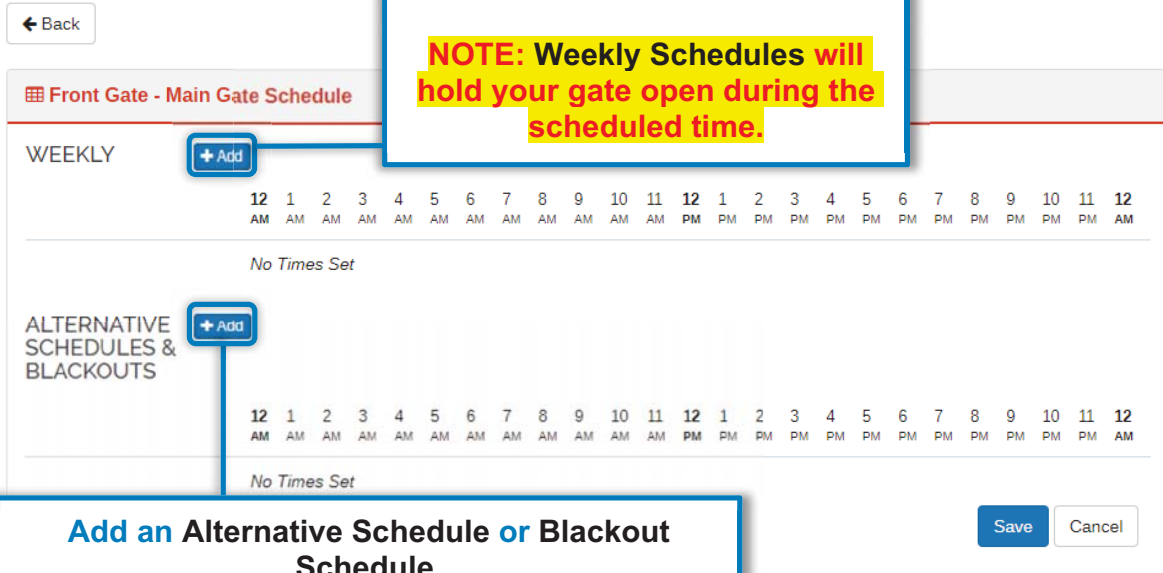 Back
NOTE: Weekly Schedules will
hold your gate open during the
scheduled time.
Front Gate - Main Gate Schedule
WEEKLY
+ Add
12 1 2 3 4 5 6 7 8 9 10 11 12 1 2 3 4 5 6 7 8 9 10 11 12
AM AM AM AM AM AM AM AM AM AM AM AM PM PM PM PM PM PM PM PM PM PM PM PM AM
No Times Set
ALTERNATIVE
SCHEDULES &
BLACKOUTS
+ Add
12 1 2 3 4 5 6 7 8 9 10 11 12 1 2 3 4 5 6 7 8 9 10 11 12
AM AM AM AM AM AM AM AM AM AM AM AM PM PM PM PM PM PM PM PM PM PM PM PM AM
No Times Set
Add an Alternative Schedule or Blackout
Schedule
Save
Cancel